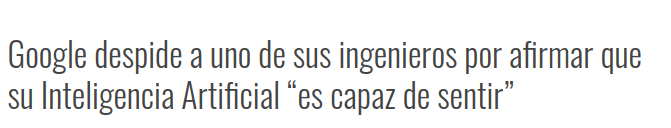 Google despide a uno de sus ingenieros por afirmar que
su Inteligencia Artificial “es capaz de sentir”